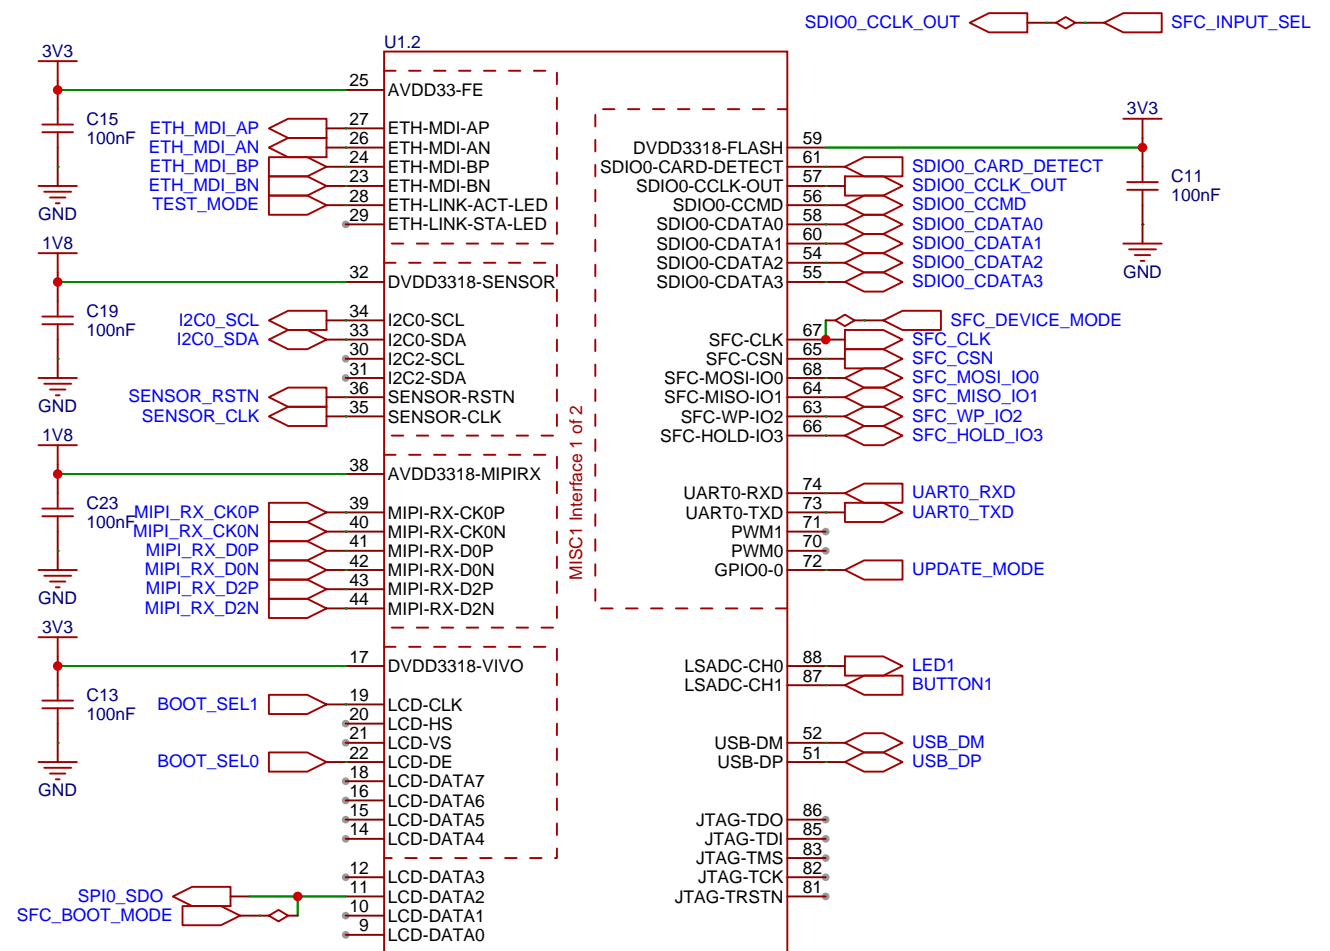 SDIO0_CCLK_OUT SFC_INPUT_SEL
U1.2
3V3
25 AVDD33-FE
C15
100nF
GND
ETH_MDI_AP 27 ETH-MDI-AP
ETH_MDI_AN 26 ETH-MDI-AN
ETH_MDI_BP 24 ETH-MDI-BP
ETH_MDI_BN 23 ETH-MDI-BN
TEST_MODE 28 ETH-LINK-ACT-LED
29 ETH-LINK-STA-LED
1V8
32 DVDD3318-SENSOR
C19
100nF
GND
I2C0_SCL 34 I2C0-SCL
I2C0_SDA 33 I2C0-SDA
30 I2C2-SCL
31 I2C2-SDA
SENSOR_RSTN 36 SENSOR-RSTN
SENSOR_CLK 35 SENSOR-CLK
1V8
38 AVDD3318-MIPIRX
C23
100nF
GND
MIPI_RX_CK0P 39 MIPI-RX-CK0P
MIPI_RX_CK0N 40 MIPI-RX-CK0N
MIPI_RX_D0P 41 MIPI-RX-D0P
MIPI_RX_D0N 42 MIPI-RX-D0N
MIPI_RX_D2P 43 MIPI-RX-D2P
MIPI_RX_D2N 44 MIPI-RX-D2N
3V3
17 DVDD3318-VIVO
C13
100nF
GND
BOOT_SEL1 19 LCD-CLK
20 LCD-HS
21 LCD-VS
BOOT_SEL0 22 LCD-DE
18 LCD-DATA7
16 LCD-DATA6
15 LCD-DATA5
14 LCD-DATA4
12 LCD-DATA3
SPI0_SDO 11 LCD-DATA2
SFC_BOOT_MODE 10 LCD-DATA1
9 LCD-DATA0
MISC1 Interface 1 of 2
3V3
C11
100nF
GND
DVDD3318-FLASH 59
SDIO0-CARD-DETECT 61 SDIO0_CARD_DETECT
SDIO0-CCLK-OUT 57 SDIO0_CCLK_OUT
SDIO0-CCMD 56 SDIO0_CCMD
SDIO0-CDATA0 58 SDIO0_CDATA0
SDIO0-CDATA1 60 SDIO0_CDATA1
SDIO0-CDATA2 54 SDIO0_CDATA2
SDIO0-CDATA3 55 SDIO0_CDATA3
SFC_DEVICE_MODE
SFC-CLK 67 SFC_CLK
SFC-CSN 65 SFC_CSN
SFC-MOSI-IO0 68 SFC_MOSI_IO0
SFC-MISO-IO1 64 SFC_MISO_IO1
SFC-WP-IO2 63 SFC_WP_IO2
SFC-HOLD-IO3 66 SFC_HOLD_IO3
UART0-RXD 74 UART0_RXD
UART0-TXD 73 UART0_TXD
PWM1 71
PWM0 70
GPIO0-0 72 UPDATE_MODE
LSADC-CH0 88 LED1
LSADC-CH1 87 BUTTON1
USB-DM 52 USB_DM
USB-DP 51 USB_DP
JTAG-TDO 86
JTAG-TDI 85
JTAG-TMS 83
JTAG-TCK 82
JTAG-TRSTN 81